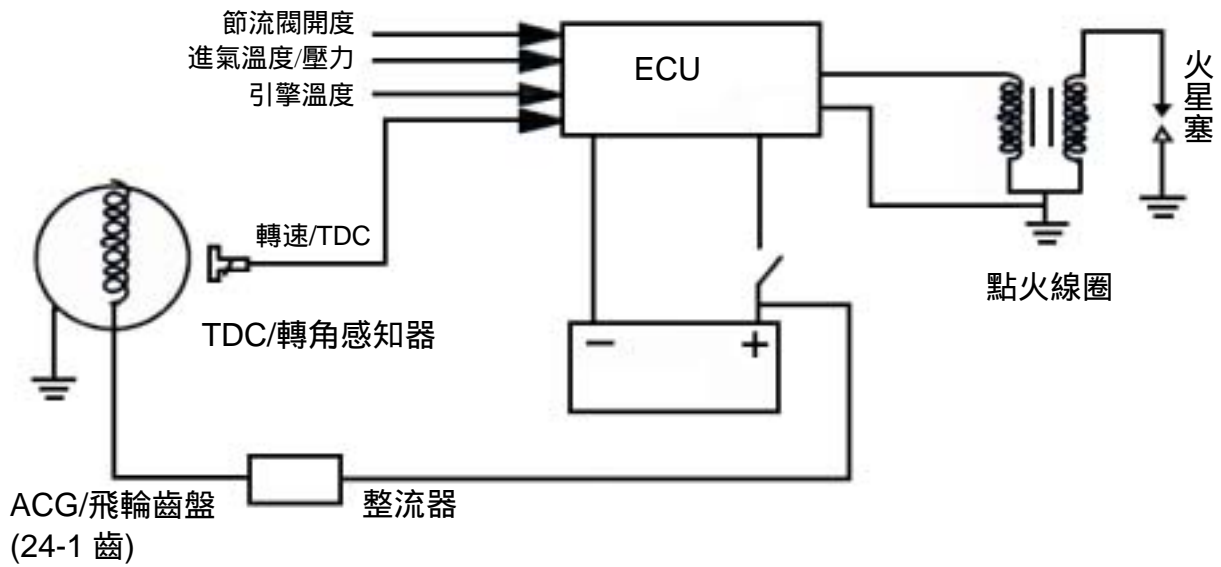 節流閥開度
進氣溫度/壓力
引擎溫度
ECU
火星塞
轉速/TDC
點火線圈
TDC/轉角感知器
− +
ACG/飛輪齒盤
(24-1 齒)
整流器